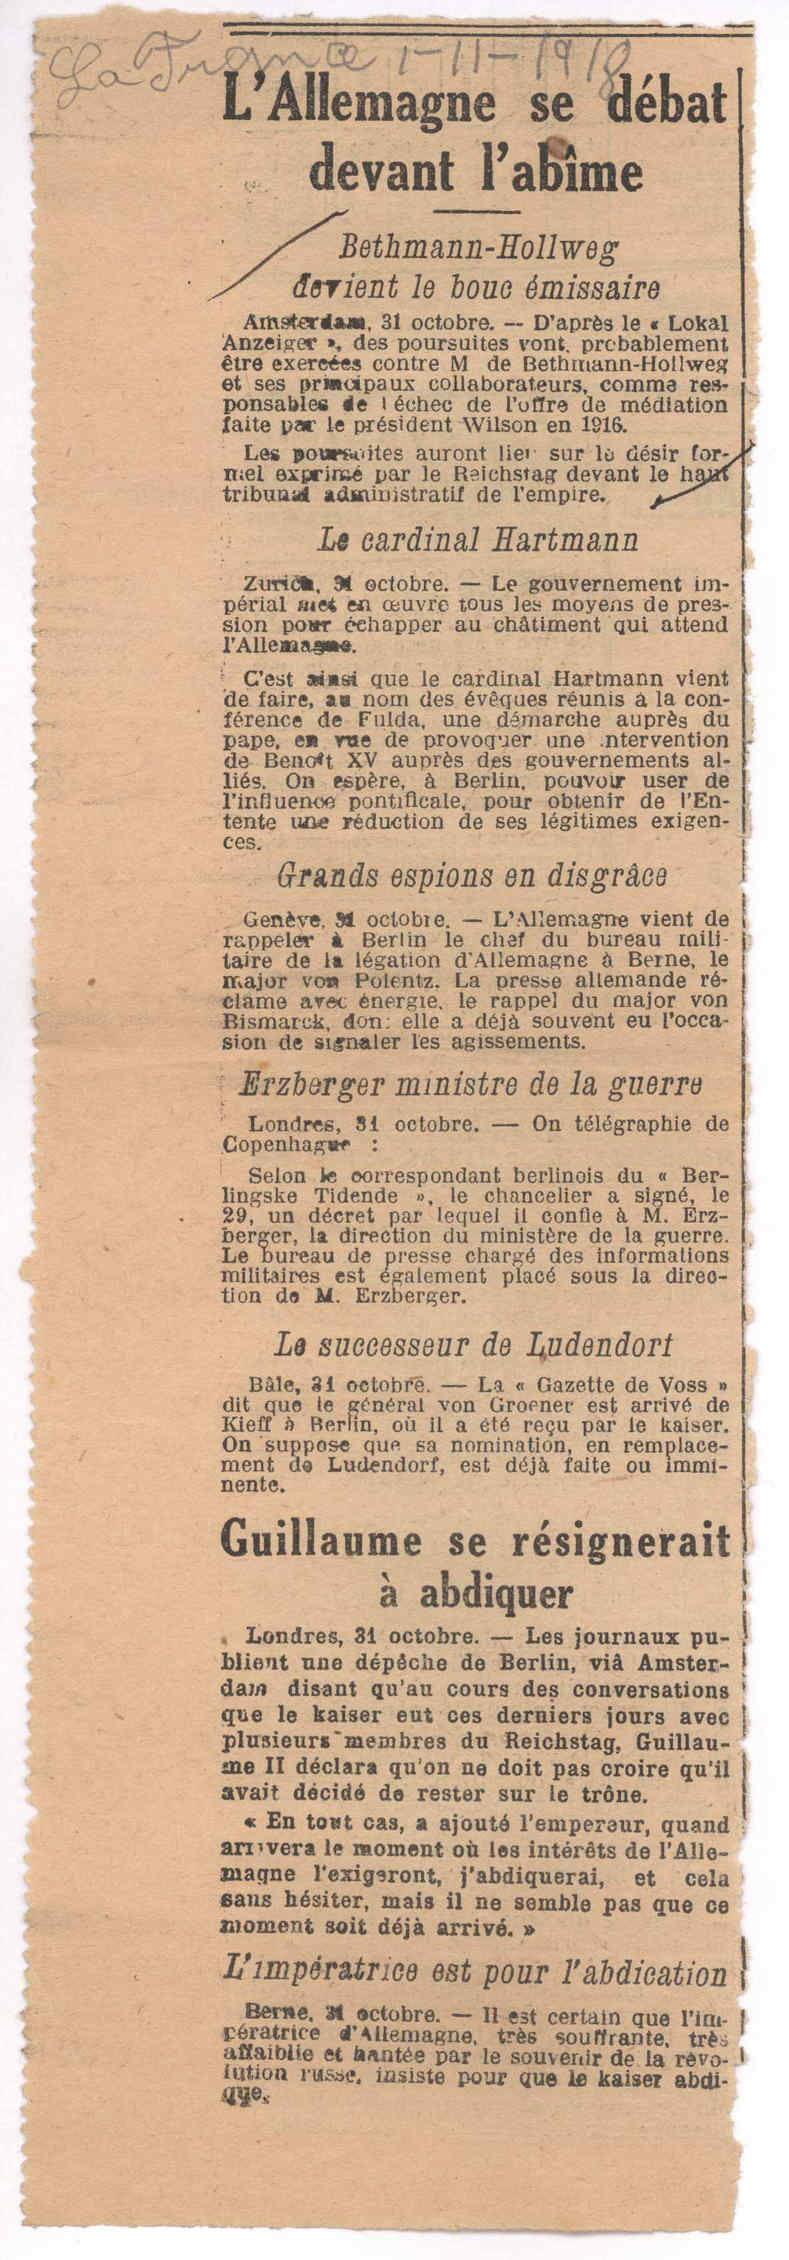 La France 1-11-1918
L'Allemagne se débat
devant l'abîme
Bethmann-Hollweg
devient le bouc émissaire
Amsterdam, 31 octobre. — D'après le « Lokal
Anzeiger », des poursuites vont, probablement
être exercées contre M de Bethmann-Hollweg
et ses principaux collaborateurs, comme res-
ponsables de l échec de l'offre de médiation
faite par le président Wilson en 1916.
Les poursuites auront lieu sur le désir for-
mel exprimé par le Reichstag devant le haut
tribunal administratif de l'empire.
Le cardinal Hartmann
Zurich, 31 octobre. — Le gouvernement im-
périal met en œuvre tous les moyens de pres-
sion pour échapper au châtiment qui attend
l'Allemagne.
C'est ainsi que le cardinal Hartmann vient
de faire, au nom des évêques réunis à la con-
férence de Fulda, une démarche auprès du
pape, en vue de provoquer une intervention
de Benoît XV auprès des gouvernements al-
liés. On espère, à Berlin, pouvoir user de
l'influence pontificale, pour obtenir de l'En-
tente une réduction de ses légitimes exigen-
ces.
Grands espions en disgrâce
Genève, 31 octobre. — L'Allemagne vient de
rappeler à Berlin le chef du bureau mili-
taire de la légation d'Allemagne à Berne, le
major von Polentz. La presse allemande ré-
clame avec énergie, le rappel du major von
Bismarck, dont elle a déjà souvent eu l'occa-
sion de signaler les agissements.
Erzberger ministre de la guerre
Londres, 31 octobre. — On télégraphie de
Copenhague :
Selon le correspondant berlinois du « Ber-
lingske Tidende », le chancelier a signé, le
29, un décret par lequel il confie à M. Erz-
berger, la direction du ministère de la guerre.
Le bureau de presse chargé des informations
militaires est également placé sous la direc-
tion de M. Erzberger.
Le successeur de Ludendorf
Bâle, 31 octobre. — La « Gazette de Voss »
dit que le général von Groener est arrivé de
Kieff à Berlin, où il a été reçu par le kaiser.
On suppose que sa nomination, en remplace-
ment de Ludendorf, est déjà faite ou immi-
nente.
Guillaume se résignerait
à abdiquer
Londres, 31 octobre. — Les journaux pu-
blient une dépêche de Berlin, viâ Amster-
dam disant qu'au cours des conversations
que le kaiser eut ces derniers jours avec
plusieurs membres du Reichstag, Guillau-
me II déclara qu'on ne doit pas croire qu'il
avait décidé de rester sur le trône.
« En tout cas, a ajouté l'empereur, quand
arrivera le moment où les intérêts de l'Alle-
magne l'exigeront, j'abdiquerai, et cela
sans hésiter, mais il ne semble pas que ce
moment soit déjà arrivé. »
L'impératrice est pour l'abdication
Berne, 31 octobre. — Il est certain que l'im-
pératrice d'Allemagne, très souffrante, très
affaiblie et hantée par le souvenir de la révo-
lution russe, insiste pour que le kaiser abdi-
que.